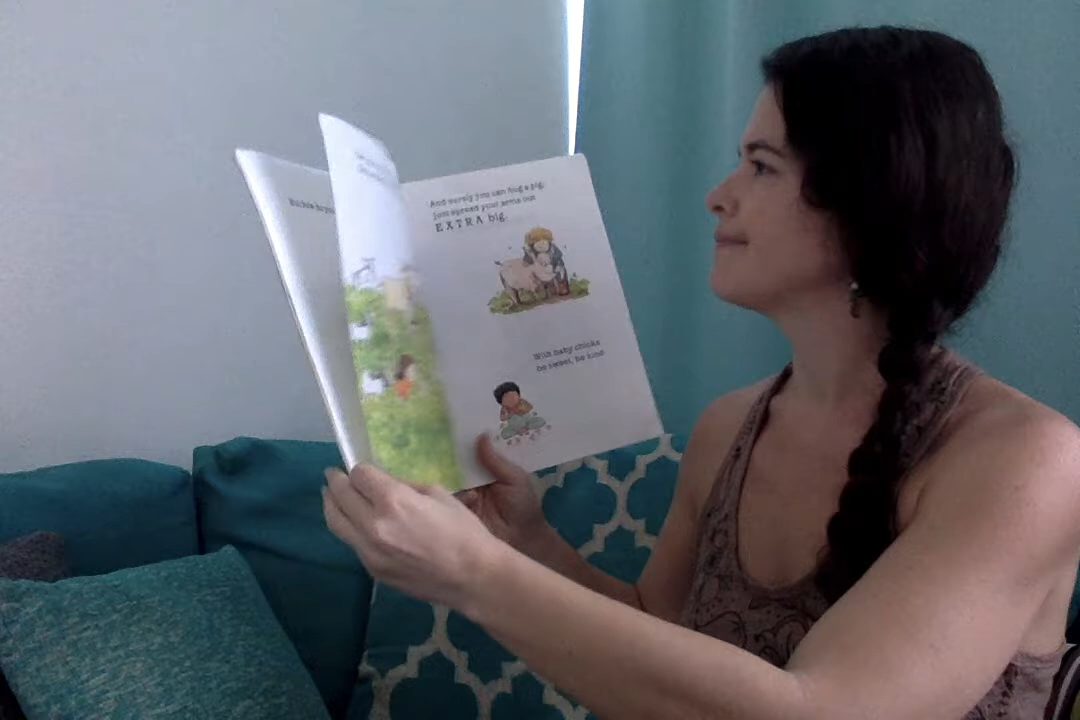 And surely you can hug a pig,
just spread your arms out
EXTRA big.
With baby chicks
be sweet, be kind